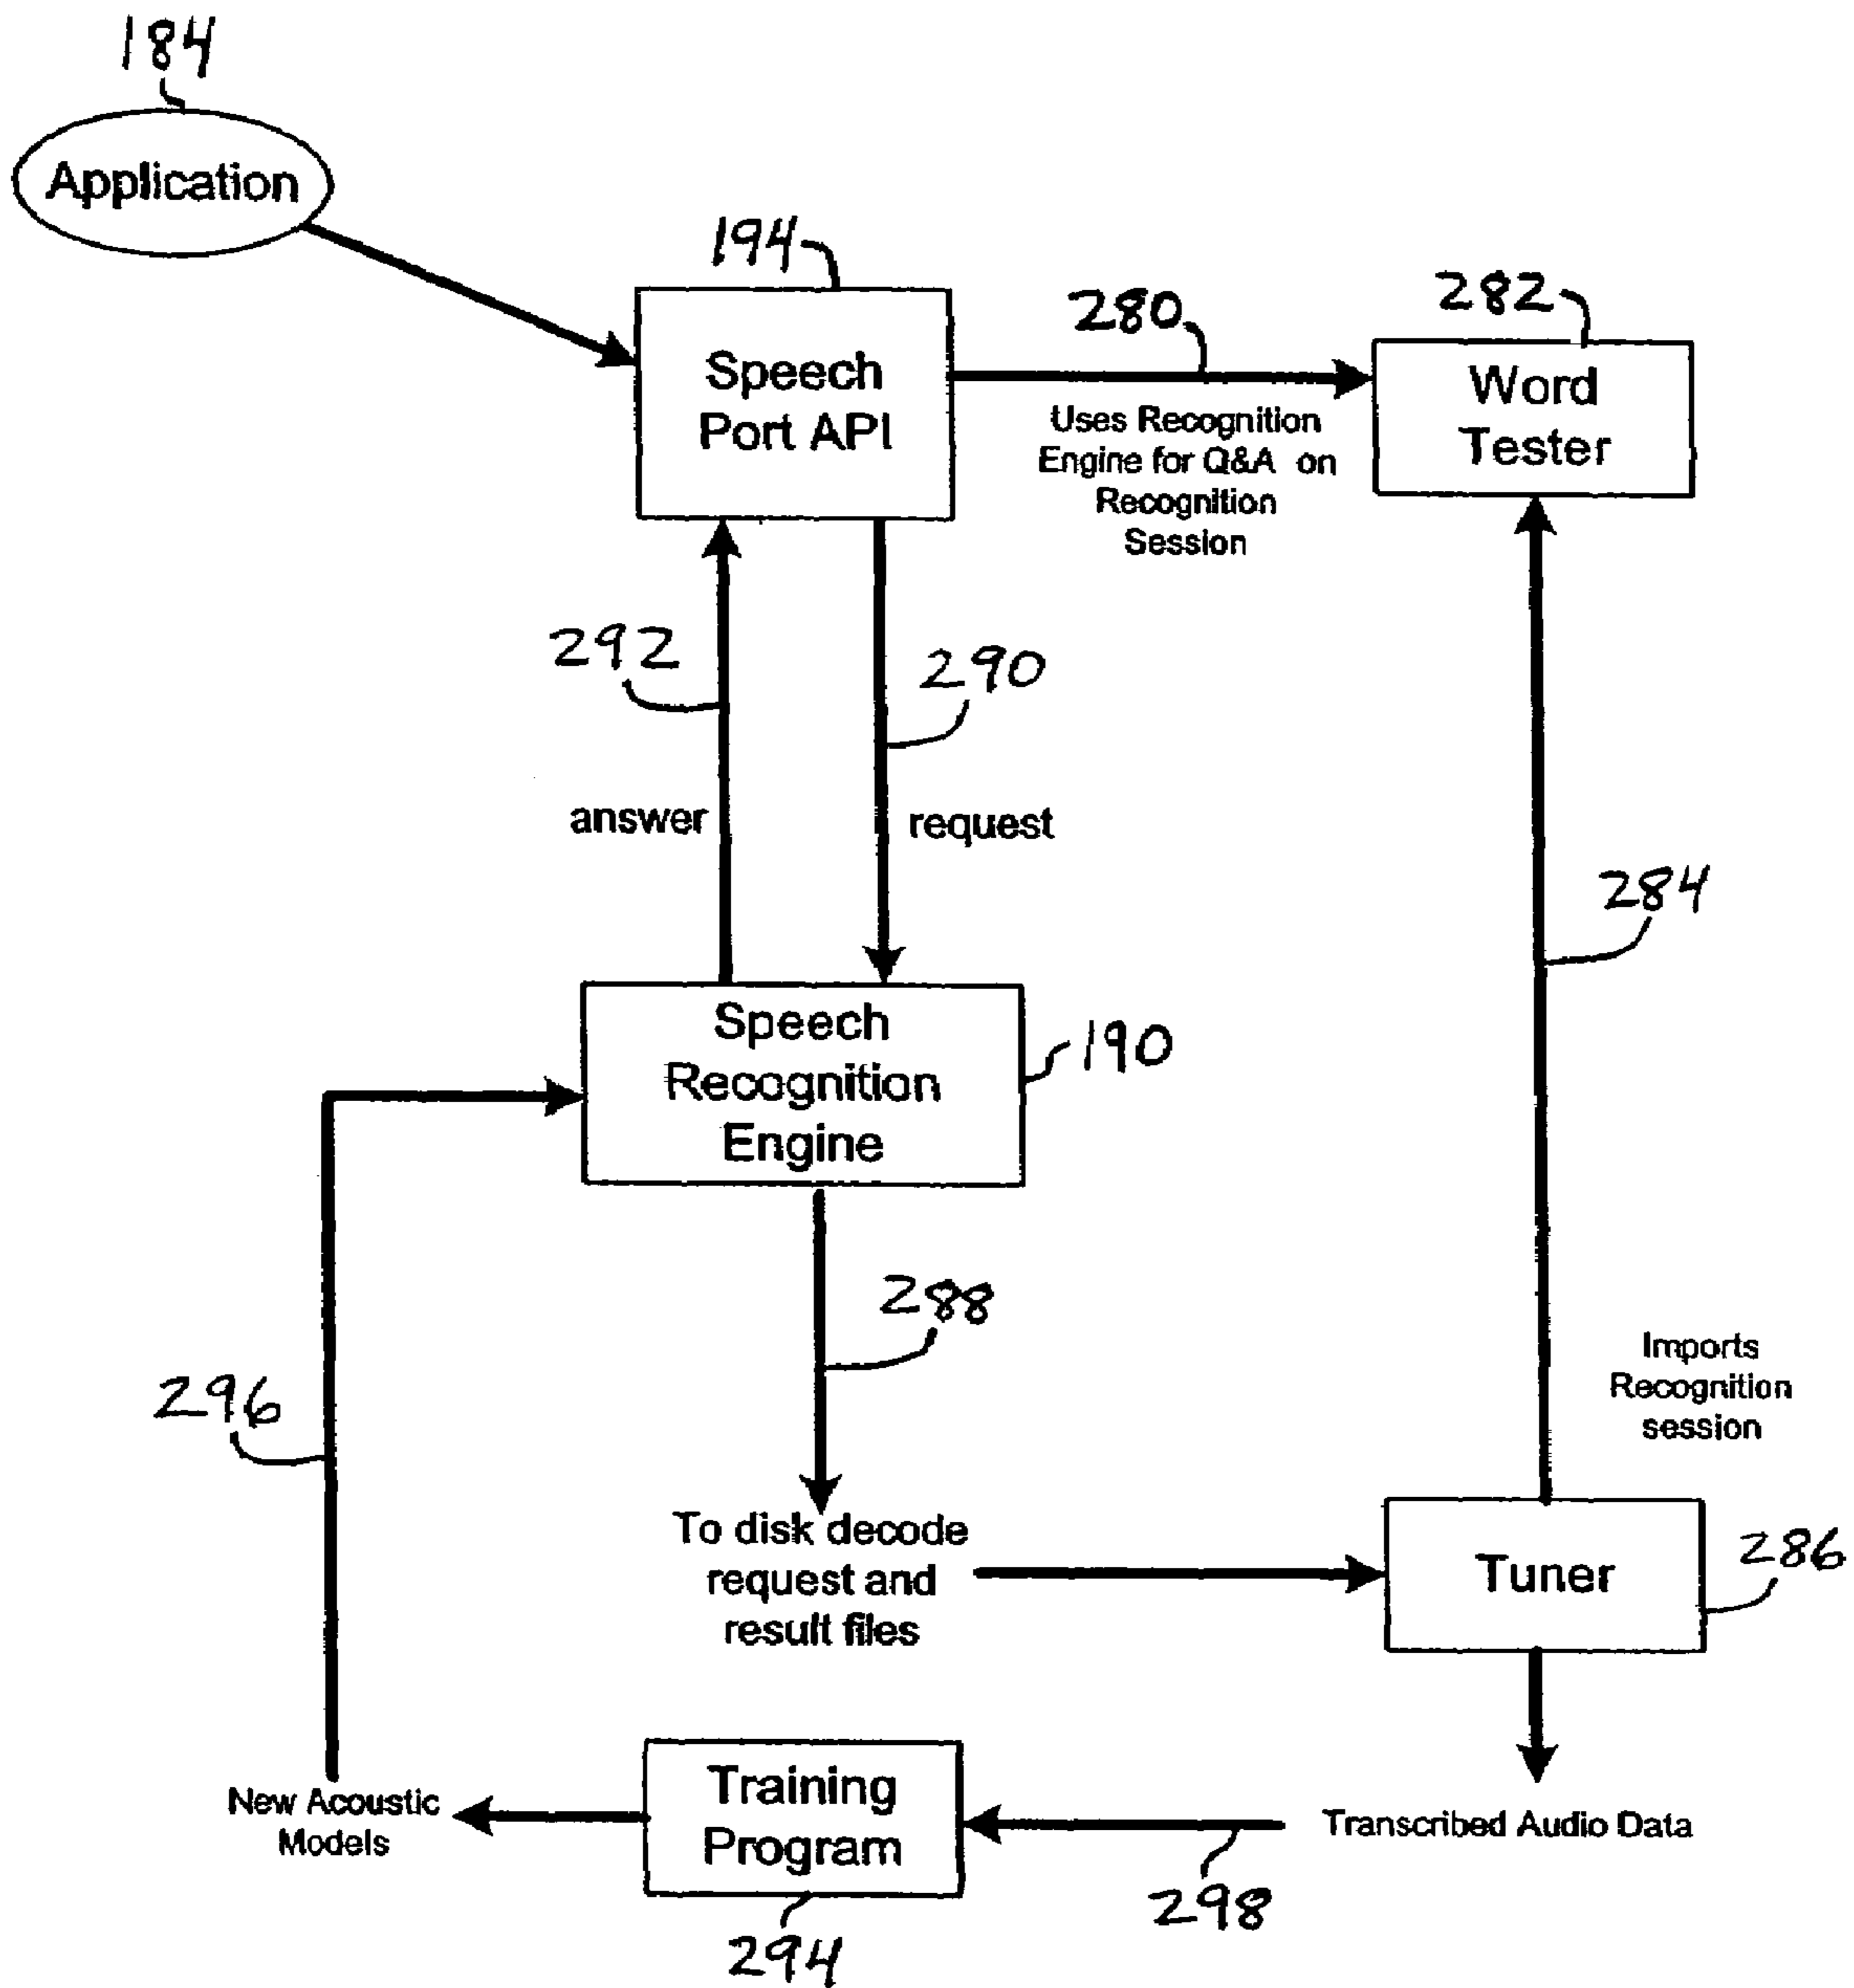 184
Application
194
Speech
Port API
280
Uses Recognition
Engine for Q&A on
Recognition
Session
282
Word
Tester
292
290
answer
request
284
Speech
Recognition
Engine
190
288
296
Imports
Recognition
session
To disk decode
request and
result files
Tuner
286
New Acoustic
Models
Training
Program
Transcribed Audio Data
298
294